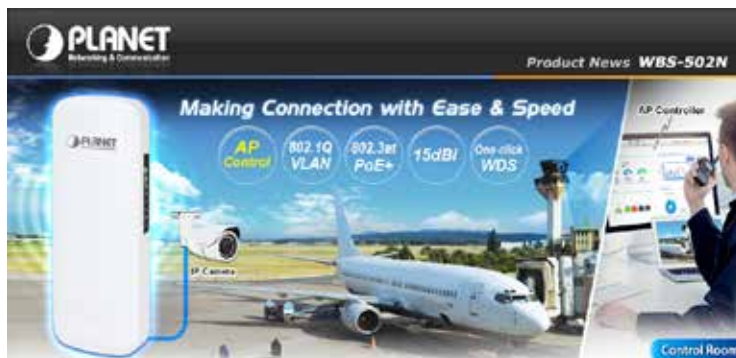 PLANET
Networking & Communication
Product News WBS-502N
Making Connection with Ease & Speed
AP Control
802.1Q VLAN
802.3at PoE+
15dBi
One-click WDS
AP Controller
PLANET
IP Camera
Control Room